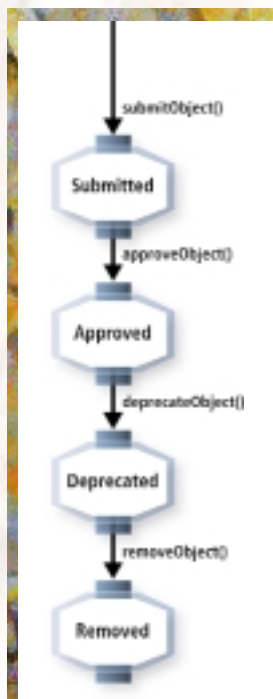 submitObject()
Submitted
approveObject()
Approved
deprecateObject()
Deprecated
removeObject()
Removed